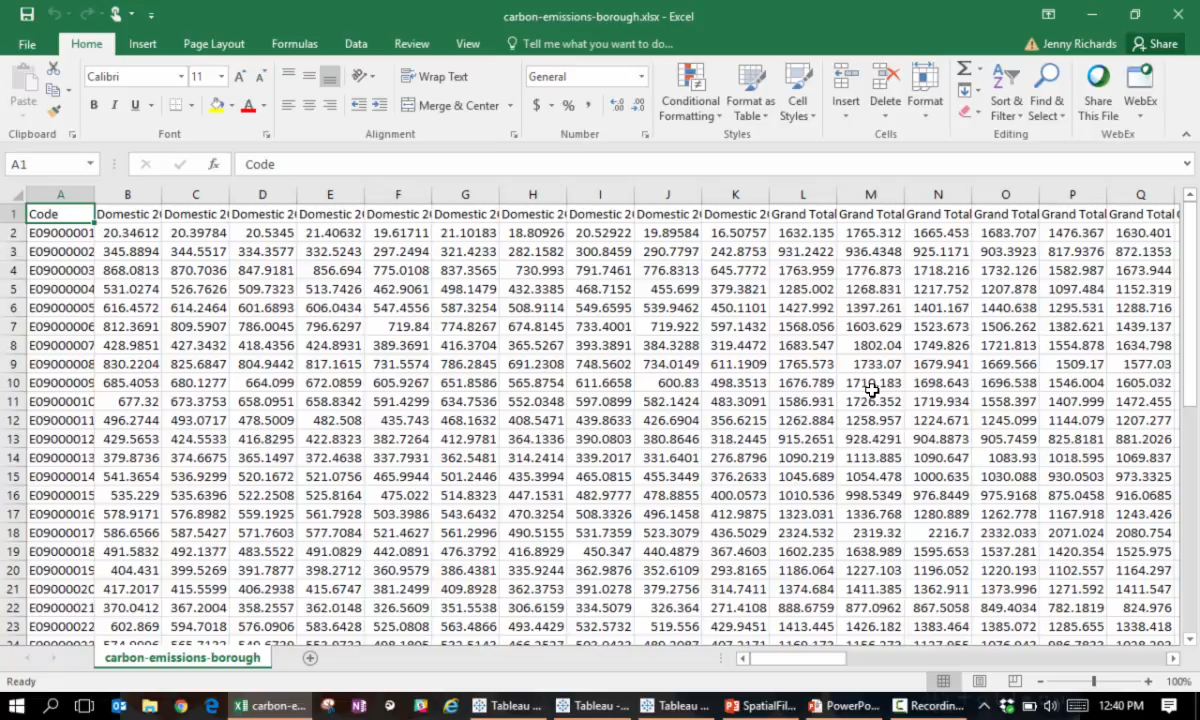 carbon-emissions-borough.xlsx - Excel
File Home Insert Page Layout Formulas Data Review View Tell me what you want to do... Jenny Richards Share
Calibri 11 Wrap Text General
Paste B I U Merge & Center $ % Conditional Formatting Format as Table Cell Styles Insert Delete Format Sort & Filter Find & Select Share This File WebEx
Clipboard Font Alignment Number Styles Cells Editing WebEx
A1 fx Code
A B C D E F G H I J K L M N O P Q
1 Code Domestic 2 Domestic 2 Domestic 2 Domestic 2 Domestic 2 Domestic 2 Domestic 2 Domestic 2 Domestic 2 Domestic 2 Grand Total Grand Total Grand Total Grand Total Grand Total Grand Total
2 E09000001 20.34612 20.39784 20.5345 21.40632 19.61711 21.10183 18.80926 20.52922 19.89584 16.50757 1632.135 1765.312 1665.453 1683.707 1476.367 1630.401
3 E09000002 345.8894 344.5517 334.3577 332.5243 297.2494 321.4233 282.1582 300.8459 290.7797 242.8753 931.2422 936.4348 925.1171 903.3923 817.9376 872.1353
4 E09000003 868.0813 870.7036 847.9181 856.694 775.0108 837.3565 730.993 791.7461 776.8313 645.7772 1763.959 1776.873 1718.216 1732.126 1582.987 1673.944
5 E09000004 531.0274 526.7626 509.7323 513.7426 462.9061 498.1479 432.3385 468.7152 455.699 379.3821 1285.002 1268.831 1217.752 1207.878 1097.484 1152.319
6 E09000005 616.4572 614.2464 601.6893 606.0434 547.4556 587.3254 508.9114 549.6595 539.9462 450.1101 1427.992 1397.261 1401.167 1440.638 1295.531 1288.716
7 E09000006 812.3691 809.5907 786.0045 796.6297 719.84 774.8267 674.8145 733.4001 719.922 597.1432 1568.056 1603.629 1523.673 1506.262 1382.621 1439.137
8 E09000007 428.9851 427.3432 418.4356 424.8931 389.3691 416.3704 365.5267 393.3891 384.3288 319.4472 1683.547 1802.04 1726.849 1721.813 1554.878 1634.798
9 E09000008 830.2204 825.6847 804.9442 817.1615 731.5574 786.2845 691.2308 748.5602 734.0149 611.1909 1765.573 1733.07 1679.941 1669.566 1509.17 1577.03
10 E09000009 685.4053 680.1277 664.099 672.0859 605.9267 651.8586 565.8754 611.6658 600.83 498.3513 1676.789 1698.643 1696.538 1546.004 1605.032
11 E09000010 677.32 673.3753 658.0951 658.8342 591.4299 634.7536 552.0348 597.0899 582.1424 483.3091 1586.931 1719.934 1558.397 1407.999 1472.455
12 E09000011 496.2744 493.0717 478.5009 482.508 435.743 468.1632 408.5471 439.8633 426.6904 356.6215 1262.884 1258.957 1224.671 1245.099 1144.079 1207.277
13 E09000012 429.5653 424.5533 416.8295 422.8323 382.7264 412.9781 364.1336 390.0803 380.8646 318.2445 915.2651 928.4291 904.8873 905.7459 825.8181 881.2026
14 E09000013 379.8736 374.6675 365.1497 372.4638 337.7931 362.5481 314.2414 339.2017 331.6401 276.8796 1090.219 1113.885 1090.647 1083.93 1018.595 1069.837
15 E09000014 541.3654 536.9299 520.1672 521.0756 465.9944 501.2446 435.3994 465.0815 455.3449 376.2633 1045.689 1054.478 1000.635 1030.088 930.0503 973.3325
16 E09000015 535.229 535.6396 522.2508 525.8164 475.022 514.8323 447.1531 482.9777 478.8855 400.0573 1010.536 998.5349 976.8449 975.9168 875.0458 916.0685
17 E09000016 578.9171 576.8982 559.1925 561.7928 503.3986 543.6432 470.3254 508.3326 496.1458 412.9875 1323.031 1336.768 1280.889 1262.778 1167.918 1243.426
18 E09000017 586.6566 587.5427 571.7603 577.7084 521.4627 561.2996 490.5155 531.7359 523.3079 436.5029 2324.532 2319.32 2216.7 2332.033 2071.024 2080.754
19 E09000018 491.5832 492.1377 483.5522 491.0829 442.0891 476.3792 416.8929 450.347 440.4879 367.4603 1602.235 1638.989 1595.653 1537.281 1420.354 1525.975
20 E09000019 404.431 399.5269 391.7877 398.2712 360.9579 386.4381 335.9244 362.9876 352.6109 293.8165 1186.064 1227.103 1196.052 1220.193 1102.557 1164.297
21 E09000020 417.2017 415.5599 406.2938 415.6747 381.2499 409.8928 362.3753 391.0278 379.2756 314.7411 1374.684 1411.385 1362.911 1373.996 1271.592 1411.547
22 E09000021 370.0412 367.2004 358.2557 362.0148 326.5609 351.5538 306.6159 334.5079 326.364 271.4108 888.6759 877.0962 867.5058 849.4034 782.1819 824.976
23 E09000022 602.869 594.7018 576.0906 583.6428 525.0808 563.4866 493.4429 532.5732 519.556 429.9451 1413.445 1426.182 1383.464 1385.072 1285.655 1338.418
carbon-emissions-borough
Ready 100%
carbon-e... Tableau ... Tableau -... Tableau ... SpatialFil... PowerPo... Recordin... 12:40 PM